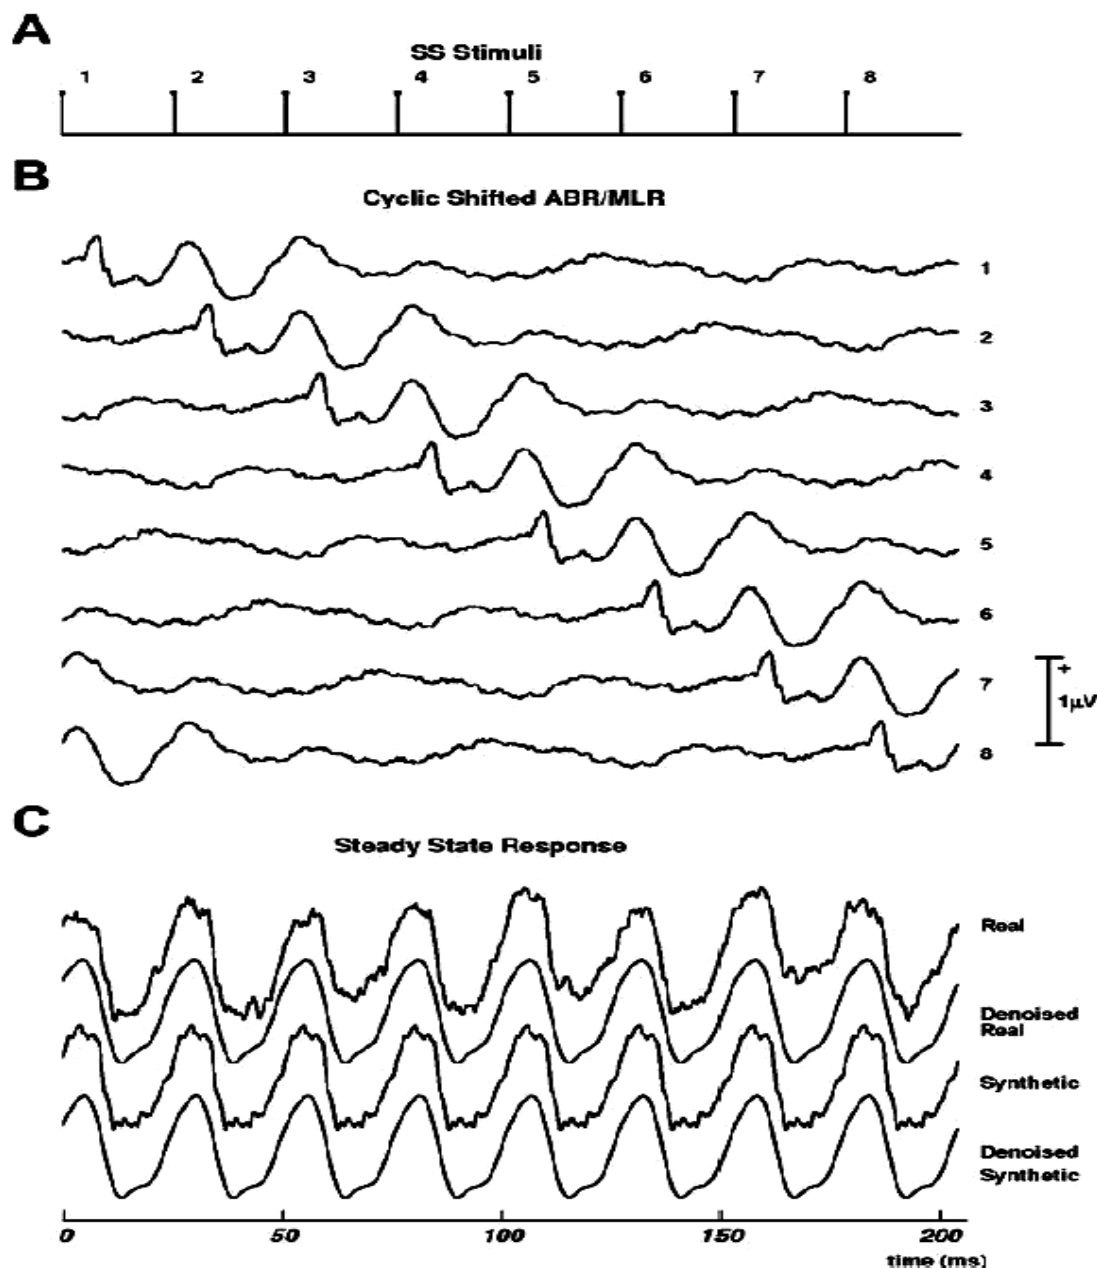 A
SS Stimuli
1 2 3 4 5 6 7 8
B
Cyclic Shifted ABR/MLR
1
2
3
4
5
6
7
8
+
1μV
C
Steady State Response
Real
Denoised
Real
Synthetic
Denoised
Synthetic
0 50 100 150 200
time (ms)